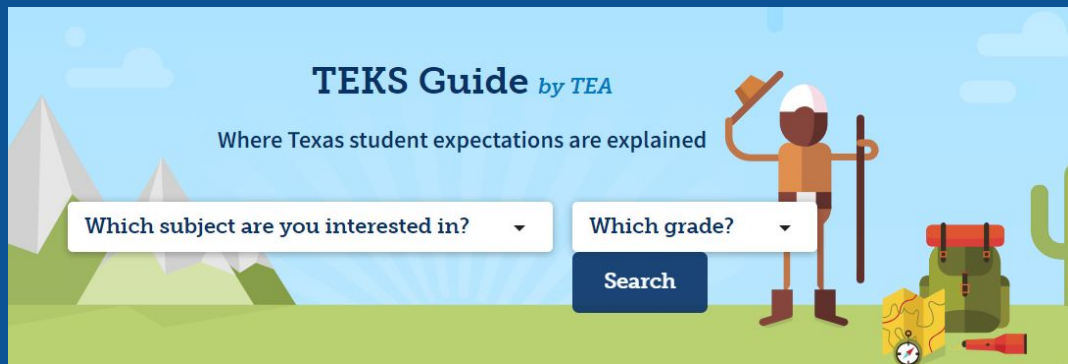 TEKS Guide by TEA
Where Texas student expectations are explained
Which subject are you interested in? Which grade?
Search